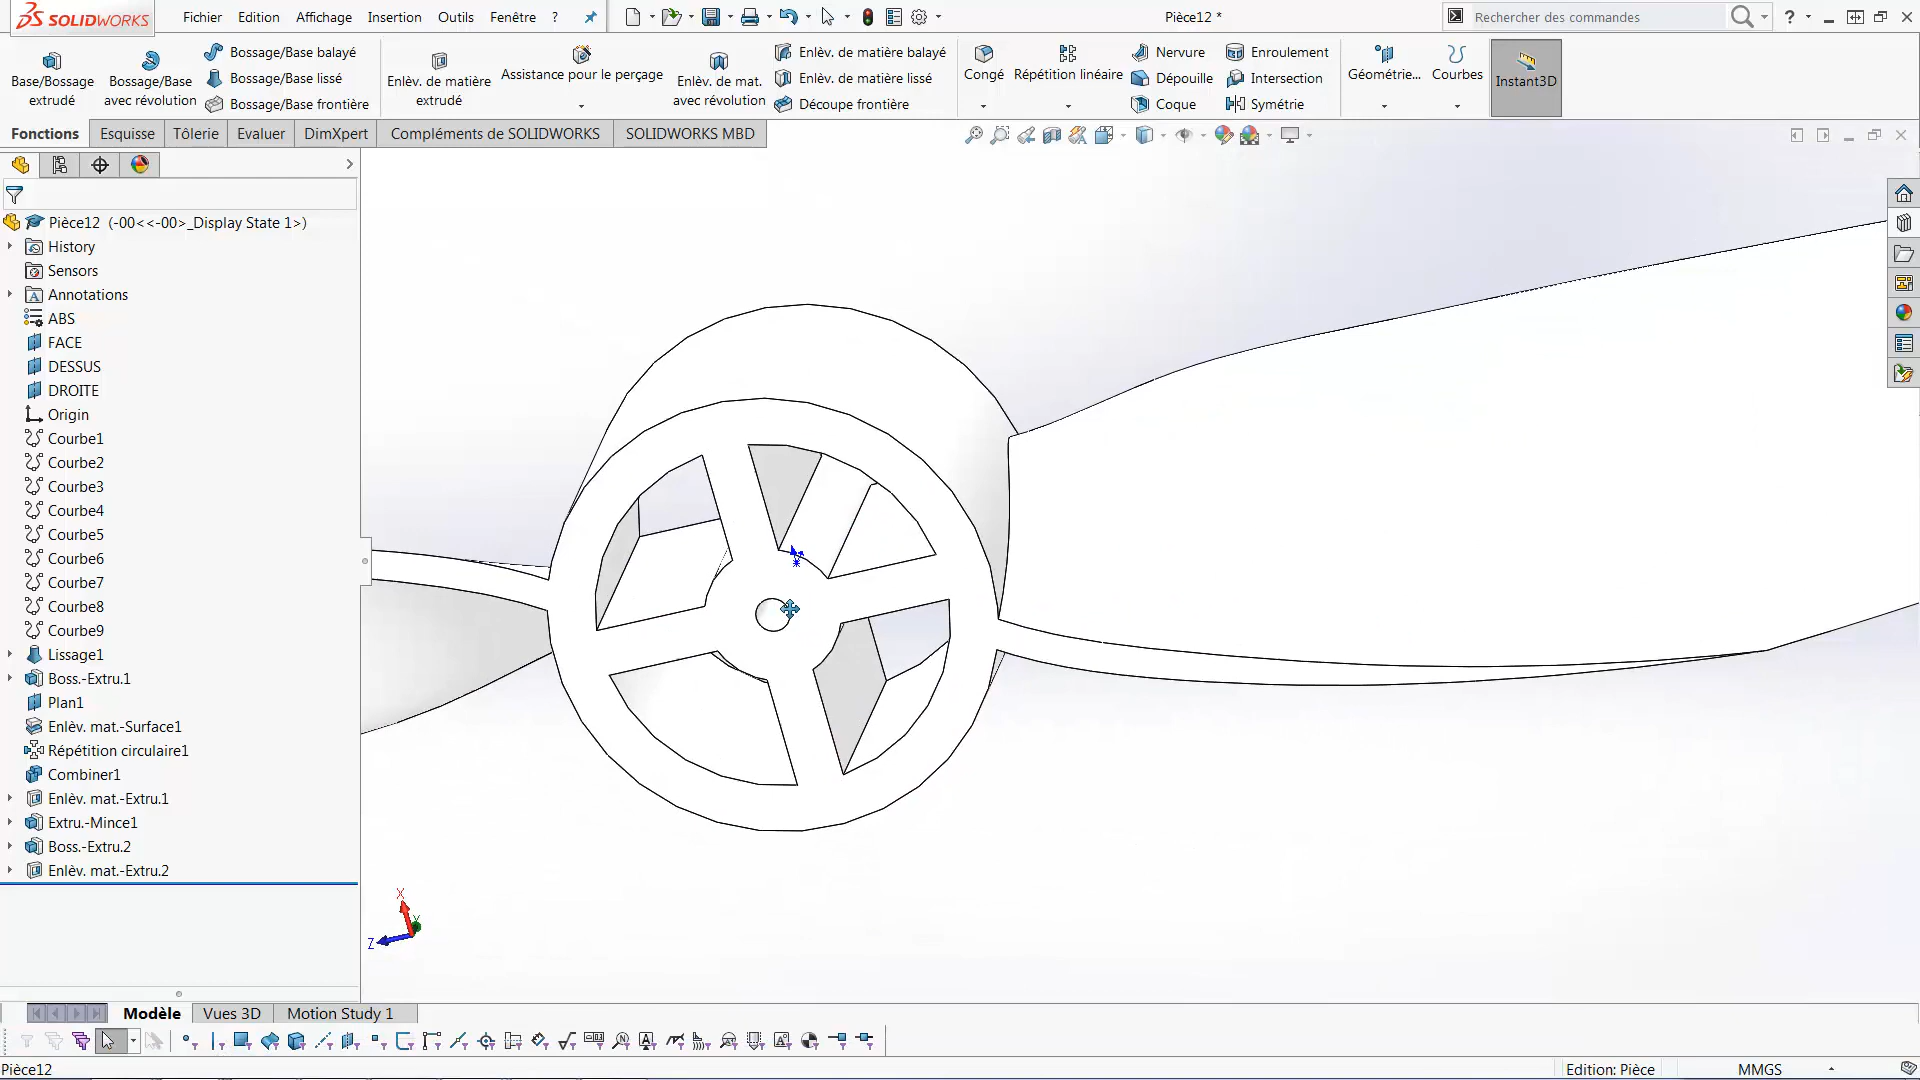 SOLIDWORKS
Fichier Edition Affichage Insertion Outils Fenêtre ?
Pièce12 *
Rechercher des commandes
Base/Bossage extrudé
Bossage/Base avec révolution
Bossage/Base balayé
Bossage/Base lissé
Bossage/Base frontière
Enlèv. de matière extrudé
Assistance pour le perçage
Enlèv. de mat. avec révolution
Enlèv. de matière balayé
Enlèv. de matière lissé
Découpe frontière
Congé
Répétition linéaire
Nervure
Dépouille
Coque
Enroulement
Intersection
Symétrie
Géométrie...
Courbes
Instant3D
Fonctions Esquisse Tôlerie Evaluer DimXpert Compléments de SOLIDWORKS SOLIDWORKS MBD
Pièce12 (-00<<-00>_Display State 1>)
History
Sensors
Annotations
ABS
FACE
DESSUS
DROITE
Origin
Courbe1
Courbe2
Courbe3
Courbe4
Courbe5
Courbe6
Courbe7
Courbe8
Courbe9
Lissage1
Boss.-Extru.1
Plan1
Enlèv. mat.-Surface1
Répétition circulaire1
Combiner1
Enlèv. mat.-Extru.1
Extru.-Mince1
Boss.-Extru.2
Enlèv. mat.-Extru.2
X
Y
Z
Modèle Vues 3D Motion Study 1
Pièce12
Edition: Pièce
MMGS